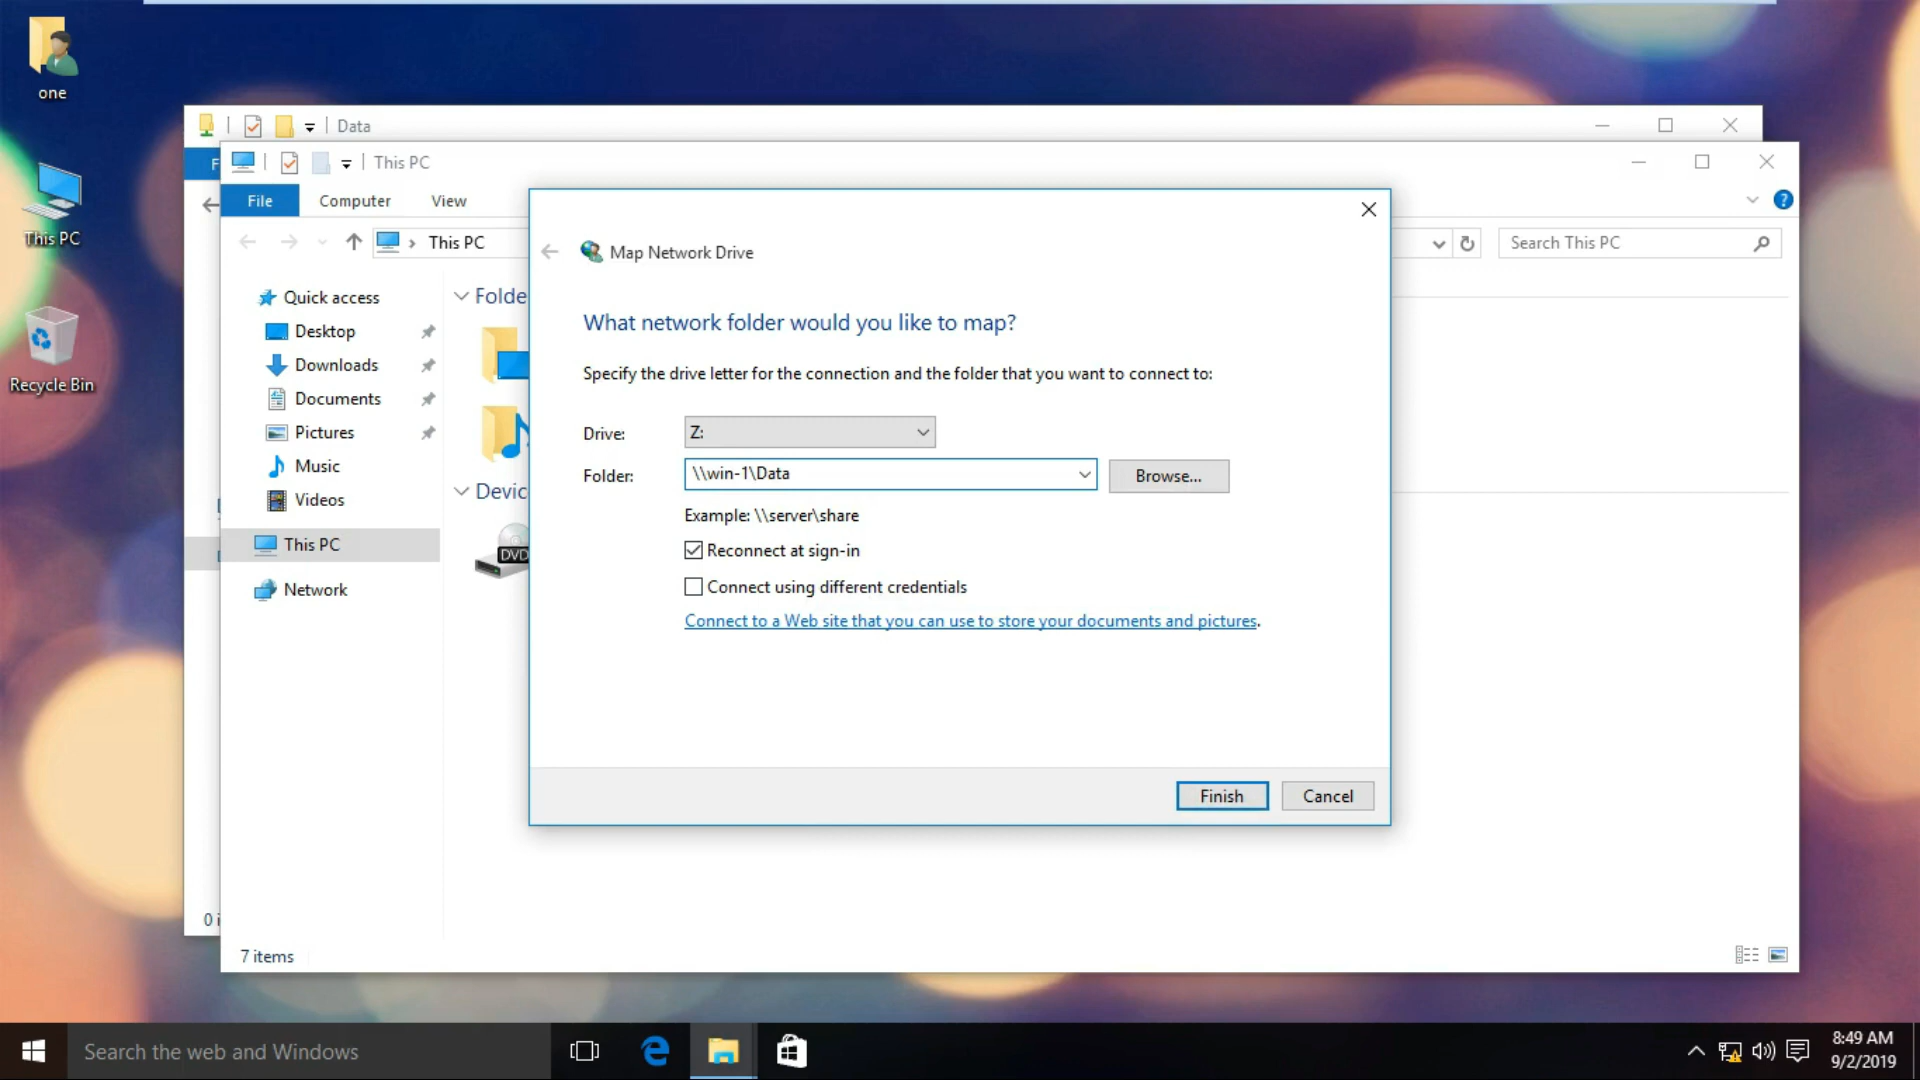 one
This PC
Recycle Bin
Data
F
This PC
File
Computer
View
This PC
Search This PC
Quick access
Desktop
Downloads
Documents
Pictures
Music
Videos
This PC
Network
Folde
Devic
DVD
Map Network Drive
What network folder would you like to map?
Specify the drive letter for the connection and the folder that you want to connect to:
Drive:
Z:
Folder:
\\win-1\Data
Browse...
Example: \\server\share
Reconnect at sign-in
Connect using different credentials
Connect to a Web site that you can use to store your documents and pictures.
Finish
Cancel
0 i
7 items
Search the web and Windows
8:49 AM
9/2/2019